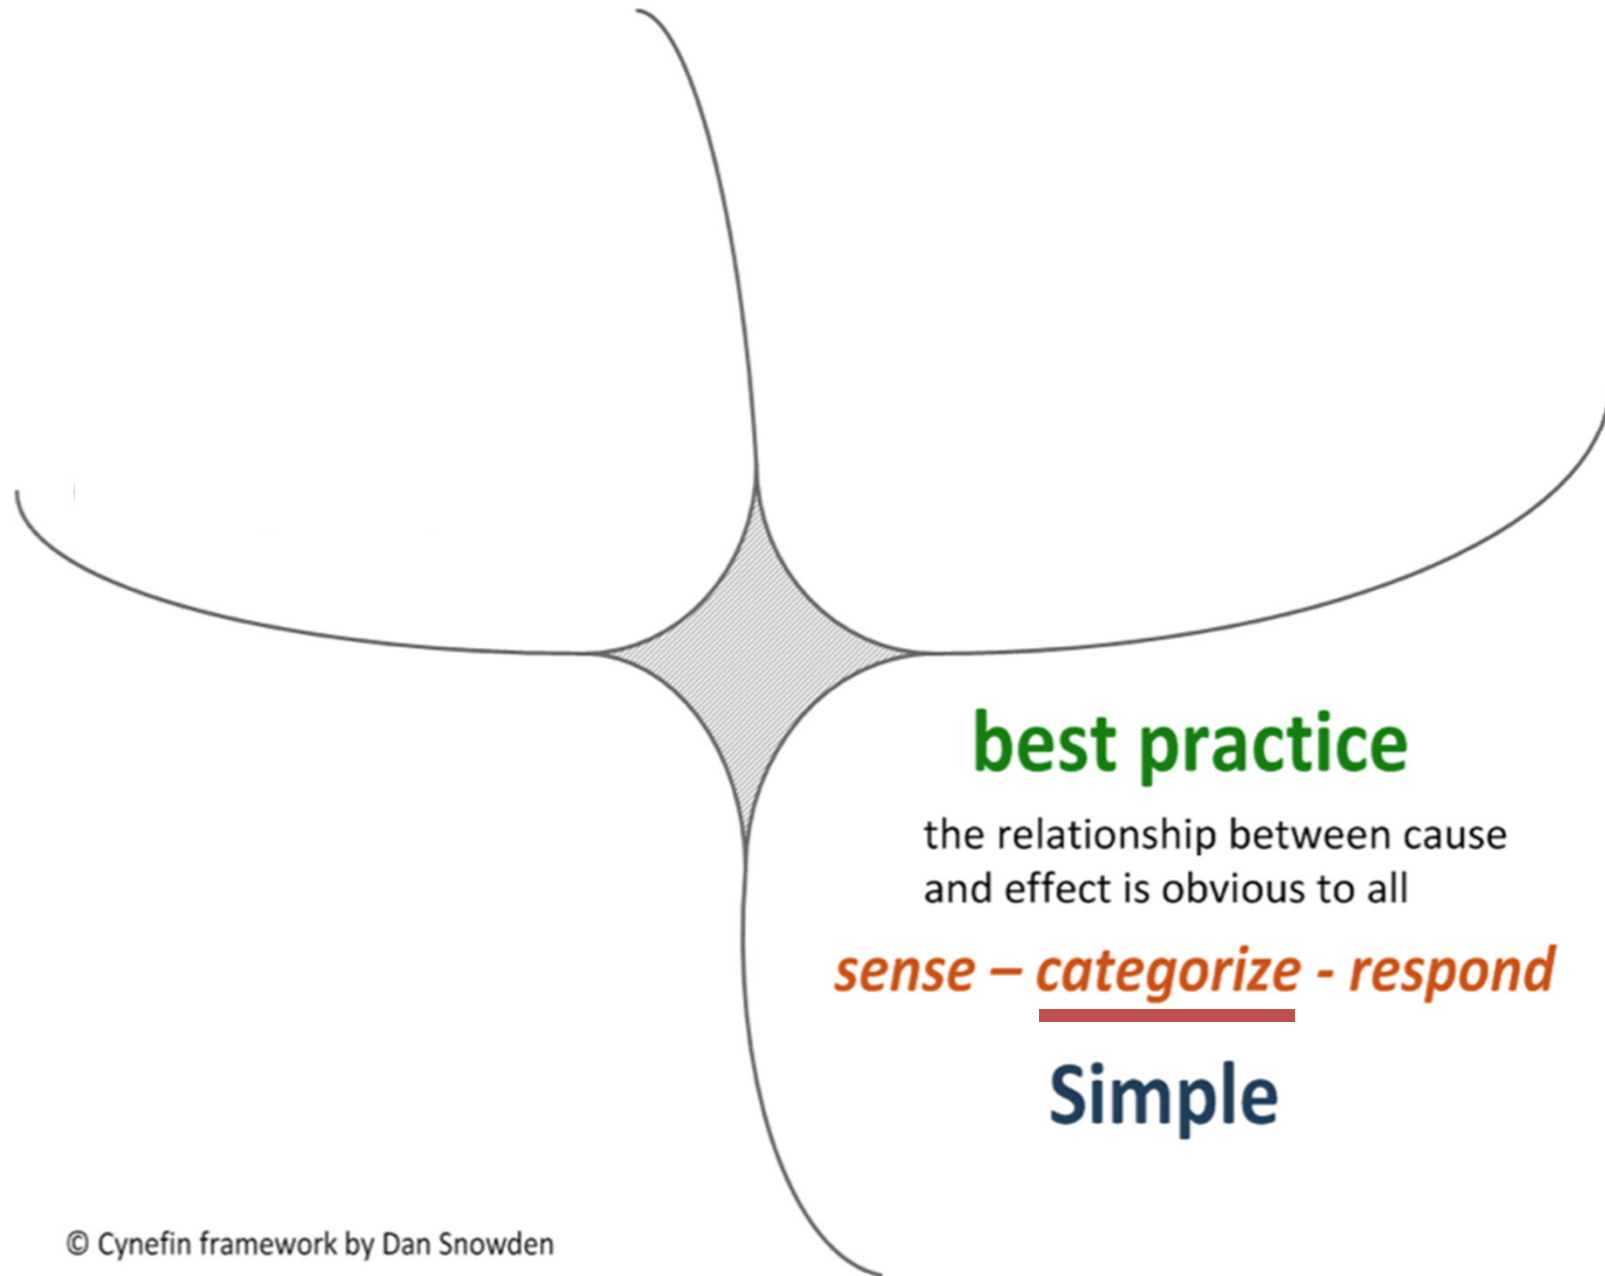 best practice
the relationship between cause
and effect is obvious to all
sense – categorize - respond
Simple
© Cynefin framework by Dan Snowden